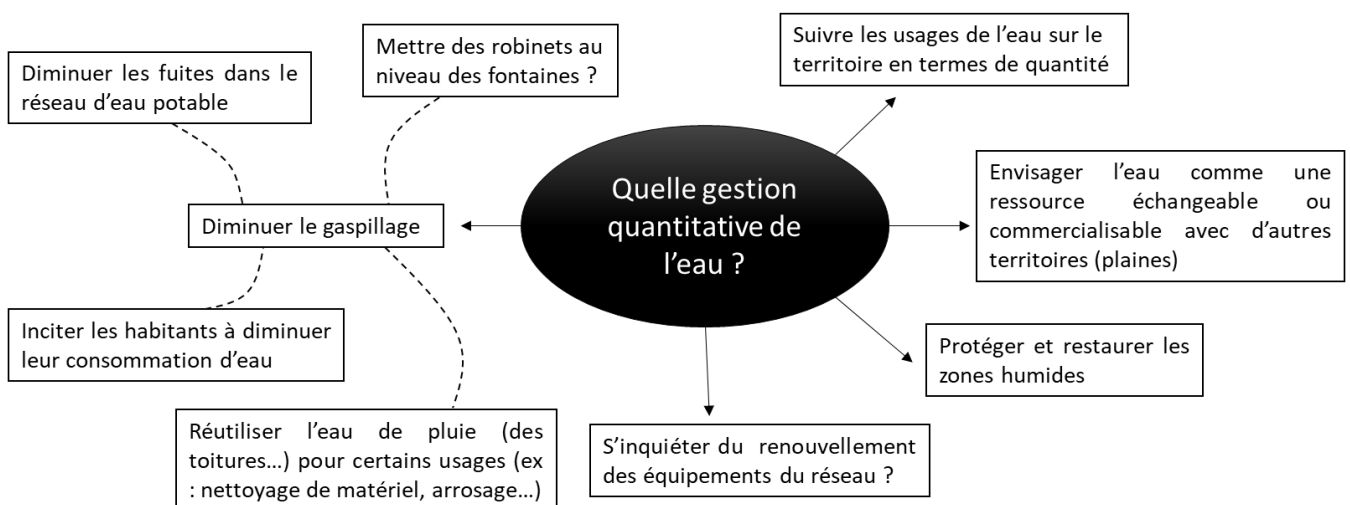 Mettre des robinets au
niveau des fontaines ?
Suivre les usages de l’eau sur le
territoire en termes de quantité
Diminuer les fuites dans le
réseau d’eau potable
Quelle gestion
quantitative de
l’eau ?
Envisager l’eau comme une
ressource échangeable ou
commercialisable avec d’autres
territoires (plaines)
Diminuer le gaspillage
Inciter les habitants à diminuer
leur consommation d’eau
Protéger et restaurer les
zones humides
Réutiliser l’eau de pluie (des
toitures…) pour certains usages (ex
: nettoyage de matériel, arrosage…)
S’inquiéter du renouvellement
des équipements du réseau ?